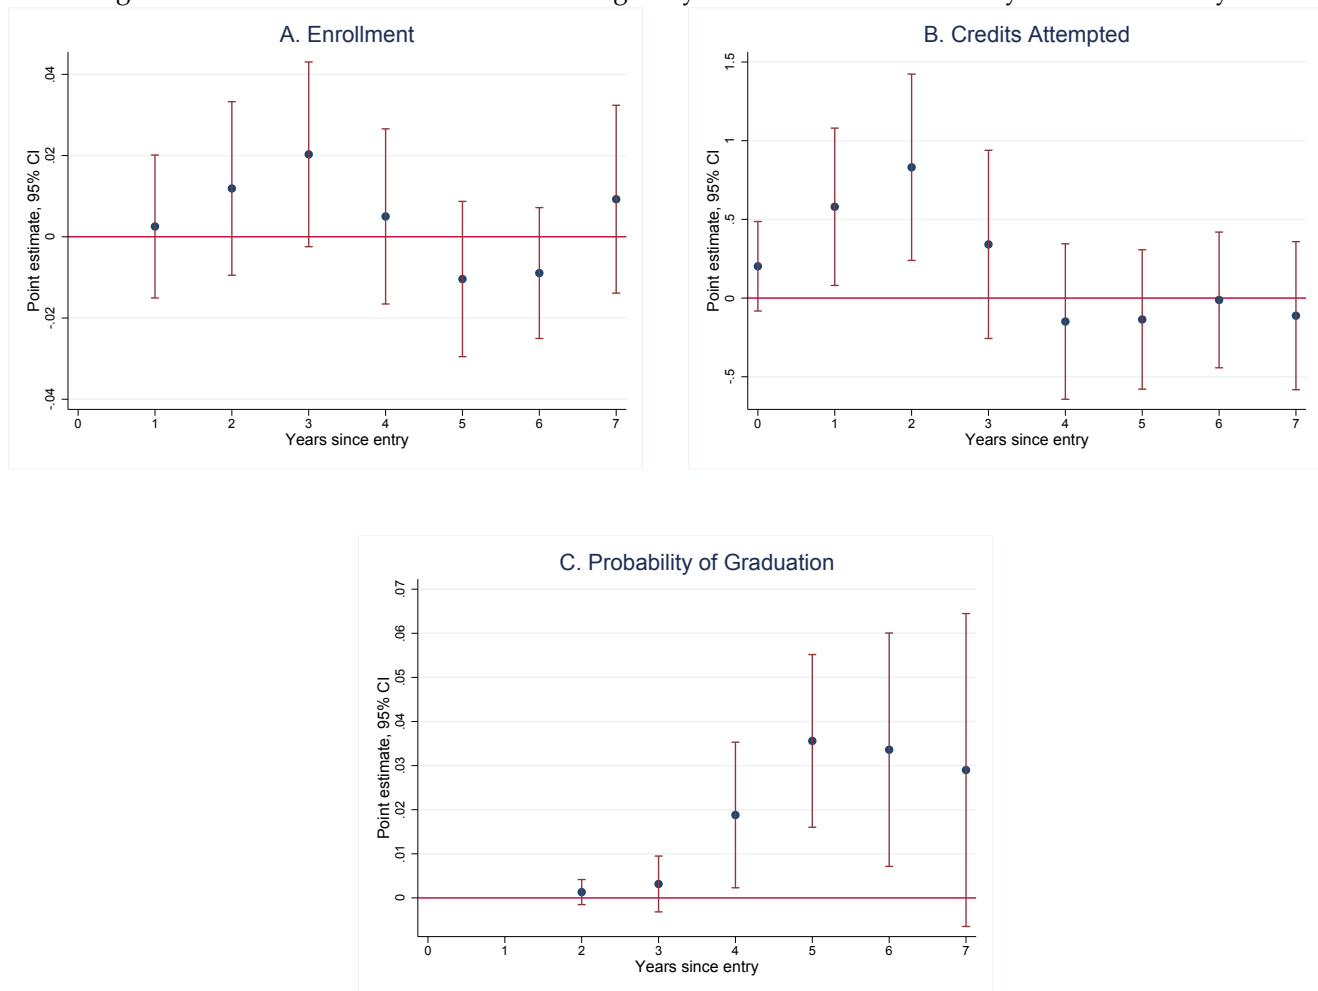 A. Enrollment
Point estimate, 95% CI
.04
.02
0
-.02
-.04
0 1 2 3 4 5 6 7
Years since entry
B. Credits Attempted
Point estimate, 95% CI
1.5
1
.5
0
-.5
0 1 2 3 4 5 6 7
Years since entry
C. Probability of Graduation
Point estimate, 95% CI
.07
.06
.05
.04
.03
.02
.01
0
0 1 2 3 4 5 6 7
Years since entry